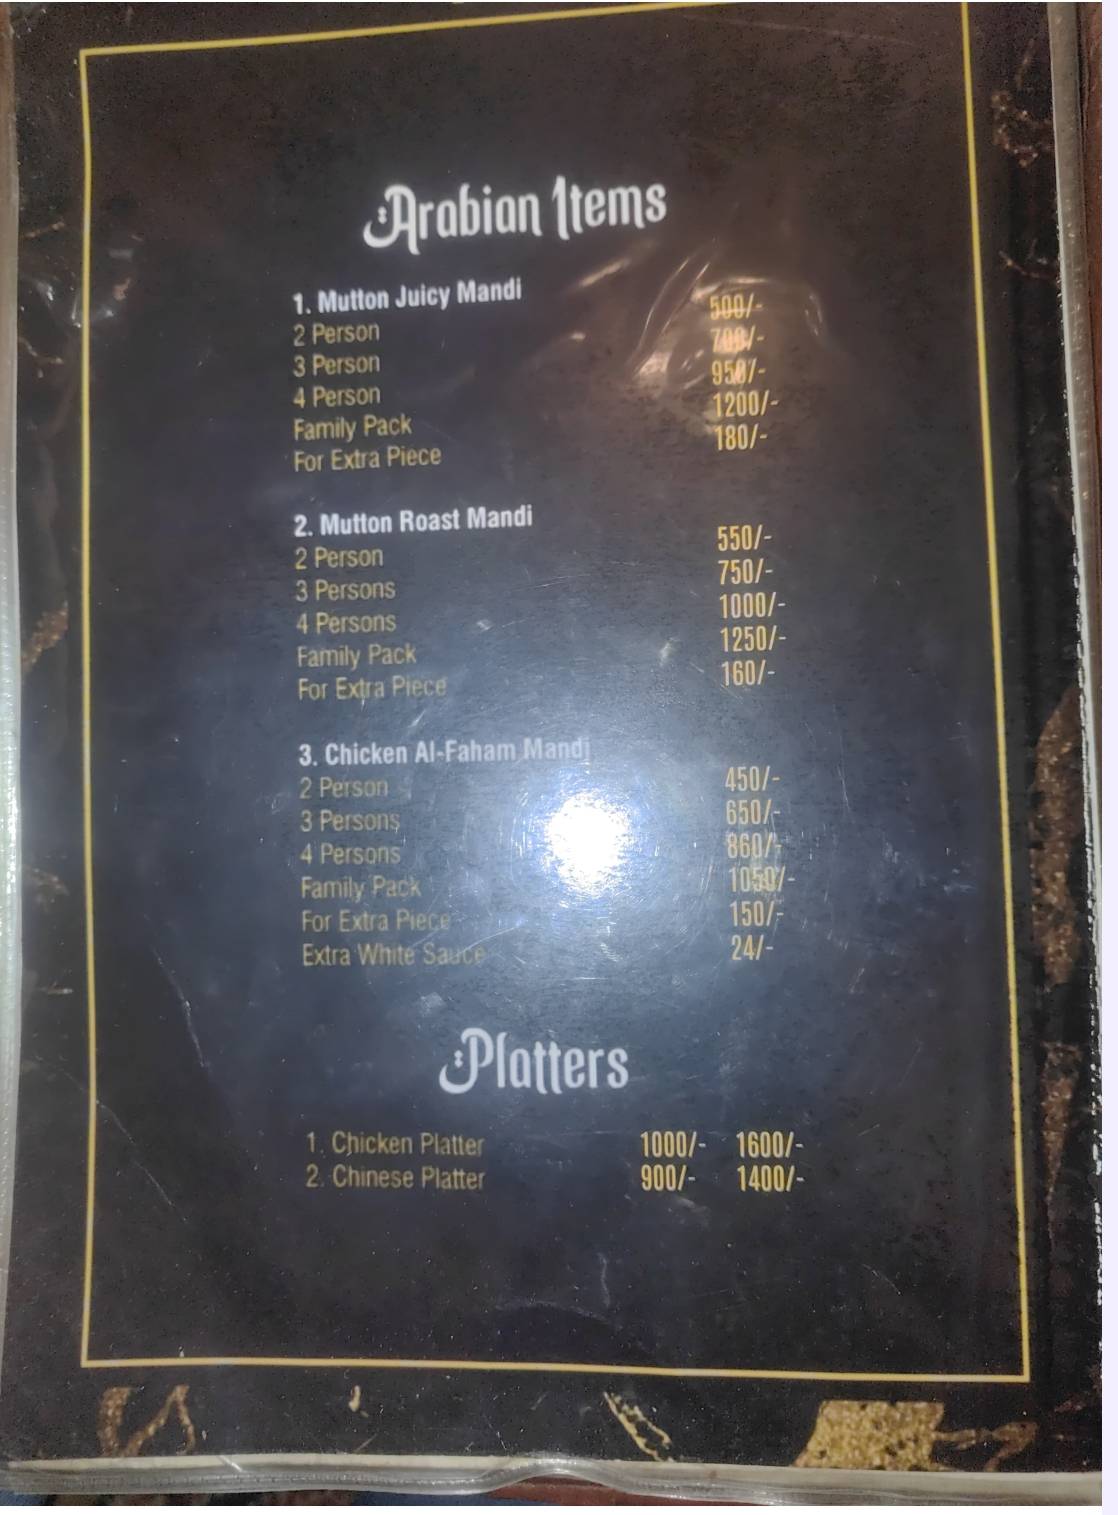 Arabian Items
1. Mutton Juicy Mandi
2 Person 500/-
3 Person 700/-
4 Person 950/-
Family Pack 1200/-
For Extra Piece 180/-
2. Mutton Roast Mandi
2 Person 550/-
3 Persons 750/-
4 Persons 1000/-
Family Pack 1250/-
For Extra Piece 160/-
3. Chicken Al-Faham Mandi
2 Person 450/-
3 Persons 650/-
4 Persons 860/-
Family Pack 1050/-
For Extra Piece 150/-
Extra White Sauce 24/-
Platters
1. Chicken Platter 1000/- 1600/-
2. Chinese Platter 900/- 1400/-